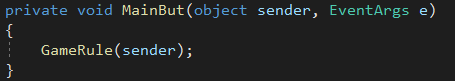 private void MainBut(object sender, EventArgs e)
{
    GameRule(sender);
}